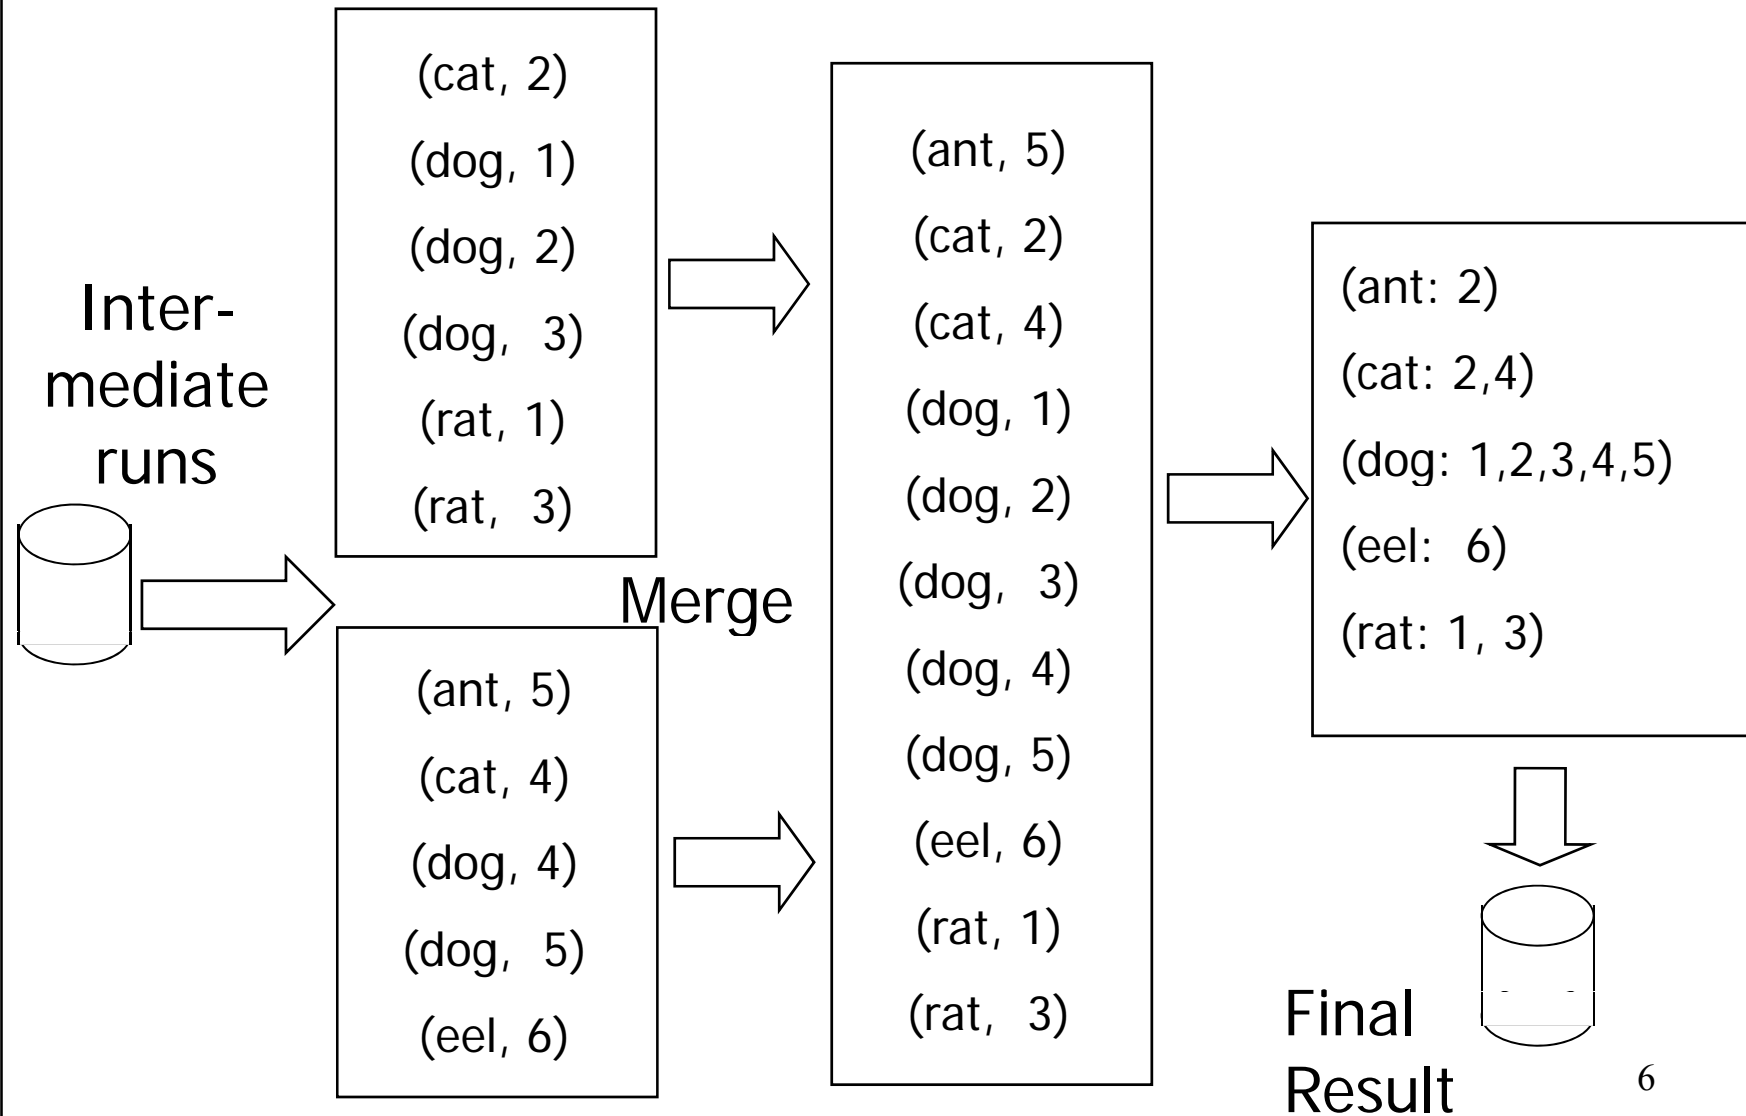 Inter-
mediate
runs
(cat, 2)
(dog, 1)
(dog, 2)
(dog,  3)
(rat, 1)
(rat,  3)
Merge
(ant, 5)
(cat, 4)
(dog, 4)
(dog,  5)
(eel, 6)
(ant, 5)
(cat, 2)
(cat, 4)
(dog, 1)
(dog, 2)
(dog,  3)
(dog, 4)
(dog, 5)
(eel, 6)
(rat, 1)
(rat,  3)
(ant: 2)
(cat: 2,4)
(dog: 1,2,3,4,5)
(eel:  6)
(rat: 1, 3)
Final
Result
6